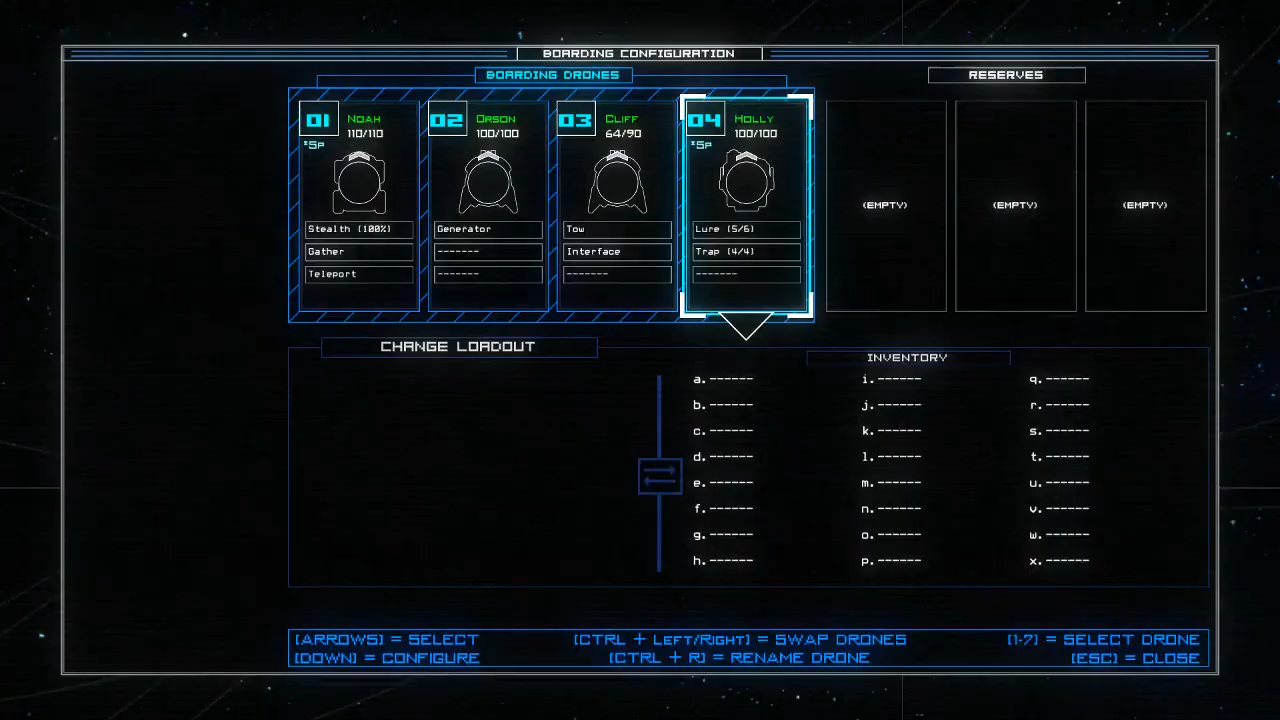 BOARDING CONFIGURATION
BOARDING DRONES
RESERVES
01 NOAH
110/110
*5P
Stealth (100%)
Gather
Teleport
02 ORSON
100/100
Generator
-------
-------
03 CLIFF
64/90
Tow
Interface
-------
04 HOLLY
100/100
*5P
Lure (5/6)
Trap (4/4)
-------
(EMPTY)
(EMPTY)
(EMPTY)
CHANGE LOADOUT
INVENTORY
a.------ i.------ q.------
b.------ j.------ r.------
c.------ k.------ s.------
d.------ l.------ t.------
e.------ m.------ u.------
f.------ n.------ v.------
g.------ o.------ w.------
h.------ p.------ x.------
[ARROWS] = SELECT [CTRL + LEFT/RIGHT] = SWAP DRONES [1-7] = SELECT DRONE
[DOWN] = CONFIGURE [CTRL + R] = RENAME DRONE [ESC] = CLOSE